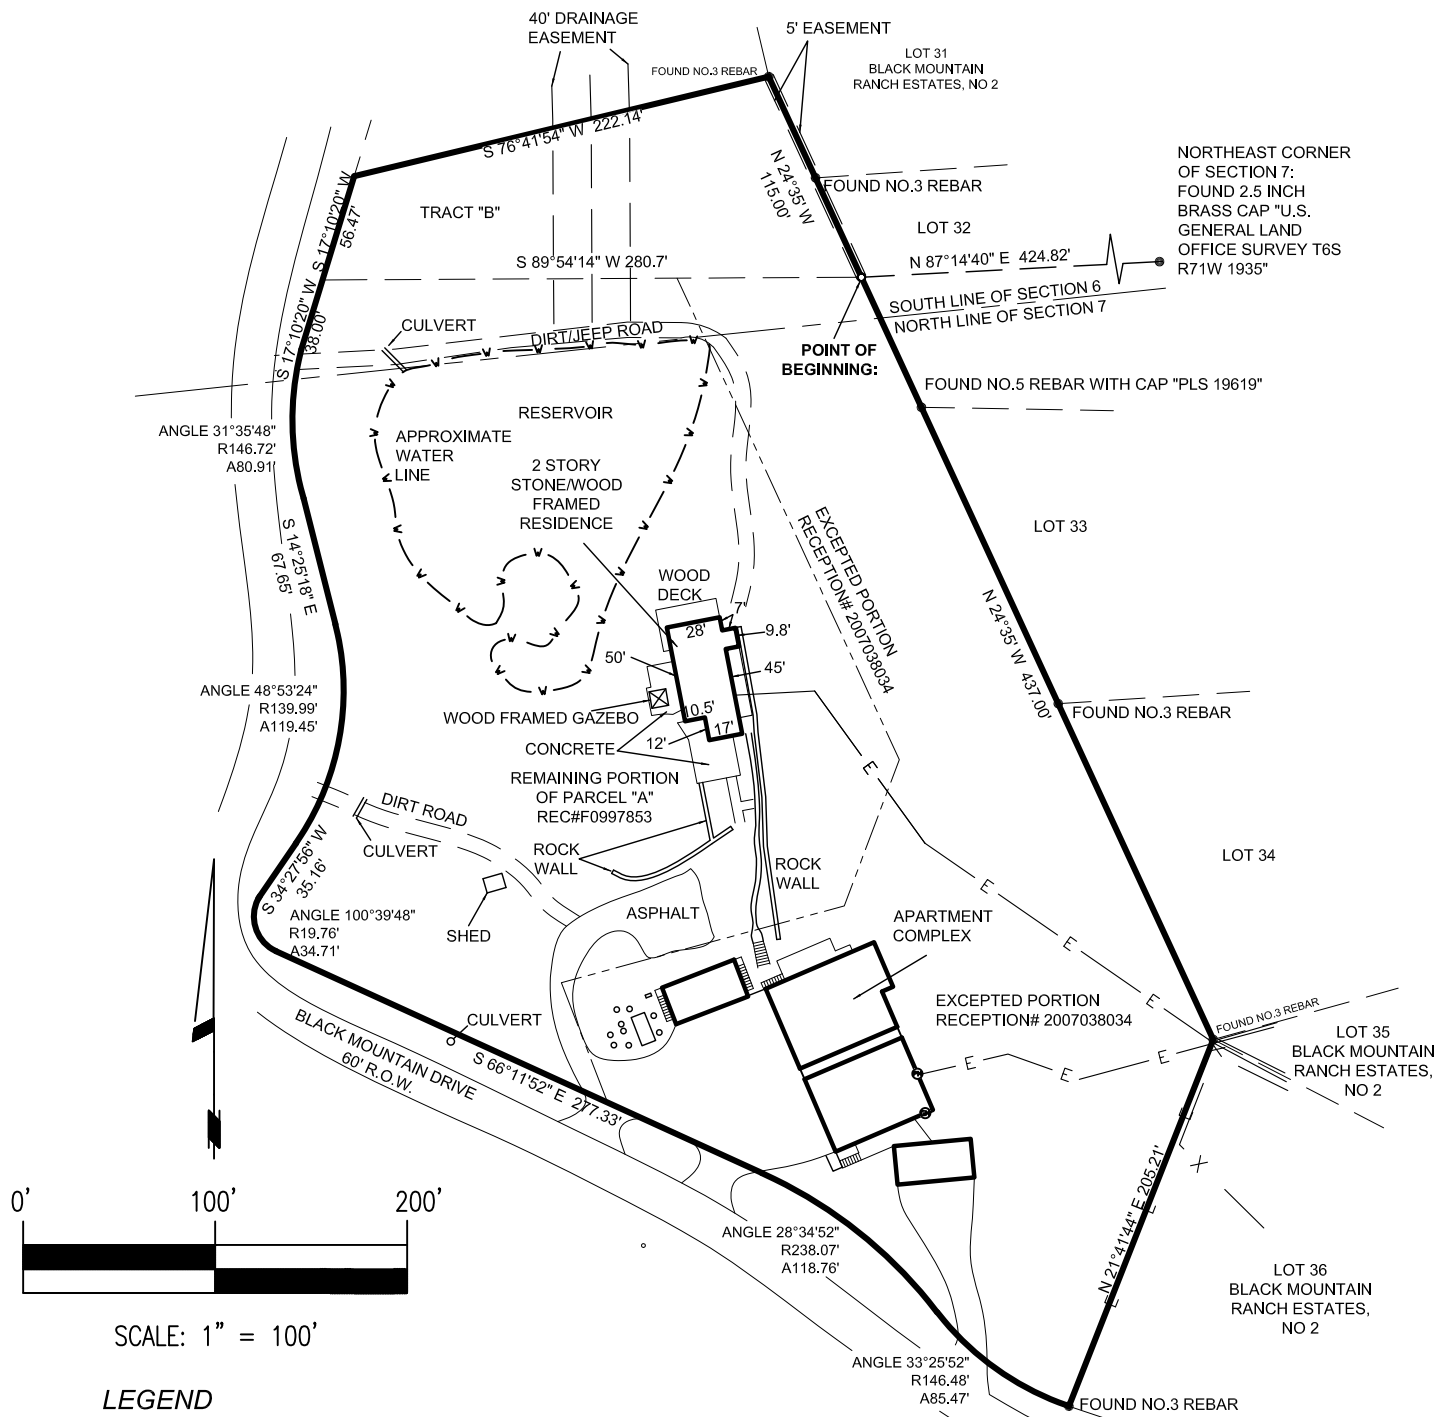 40' DRAINAGE
EASEMENT
5' EASEMENT
LOT 31
BLACK MOUNTAIN
RANCH ESTATES, NO 2
FOUND NO.3 REBAR
S 76°41'54" W 222.14'
N 24°35' W
115.00'
FOUND NO.3 REBAR
NORTHEAST CORNER
OF SECTION 7:
FOUND 2.5 INCH
BRASS CAP "U.S.
GENERAL LAND
OFFICE SURVEY T6S
R71W 1935"
TRACT "B"
LOT 32
S 17°10'20" W
56.47'
S 89°54'14" W 280.7'
N 87°14'40" E 424.82'
SOUTH LINE OF SECTION 6
NORTH LINE OF SECTION 7
S 17°10'20" W
38.00'
CULVERT
DIRT/JEEP ROAD
POINT OF
BEGINNING:
FOUND NO.5 REBAR WITH CAP "PLS 19619"
RESERVOIR
ANGLE 31°35'48"
R146.72'
A80.91'
APPROXIMATE
WATER
LINE
2 STORY
STONE/WOOD
FRAMED
RESIDENCE
EXCEPTED PORTION
RECEPTION# 2007038034
LOT 33
S 14°25'18" E
67.65'
WOOD
DECK
7'
28'
9.8'
50'
45'
N 24°35' W 437.00'
ANGLE 48°53'24"
R139.99'
A119.45'
WOOD FRAMED GAZEBO
10.5'
17'
12'
CONCRETE
FOUND NO.3 REBAR
REMAINING PORTION
OF PARCEL "A"
REC#F0997853
E
DIRT ROAD
CULVERT
ROCK
WALL
ROCK
WALL
LOT 34
S 34°27'56" W
35.16'
E
ANGLE 100°39'48"
R19.76'
A34.71'
SHED
ASPHALT
APARTMENT
COMPLEX
E
E
EXCEPTED PORTION
RECEPTION# 2007038034
FOUND NO.3 REBAR
LOT 35
BLACK MOUNTAIN
RANCH ESTATES,
NO 2
CULVERT
BLACK MOUNTAIN DRIVE
60' R.O.W.
S 66°11'52" E 277.33'
E
E
E
E
X
N 21°41'44" E 205.21'
E
E
0'
100'
200'
SCALE: 1" = 100'
ANGLE 28°34'52"
R238.07'
A118.76'
LOT 36
BLACK MOUNTAIN
RANCH ESTATES,
NO 2
ANGLE 33°25'52"
R146.48'
A85.47'
FOUND NO.3 REBAR
LEGEND